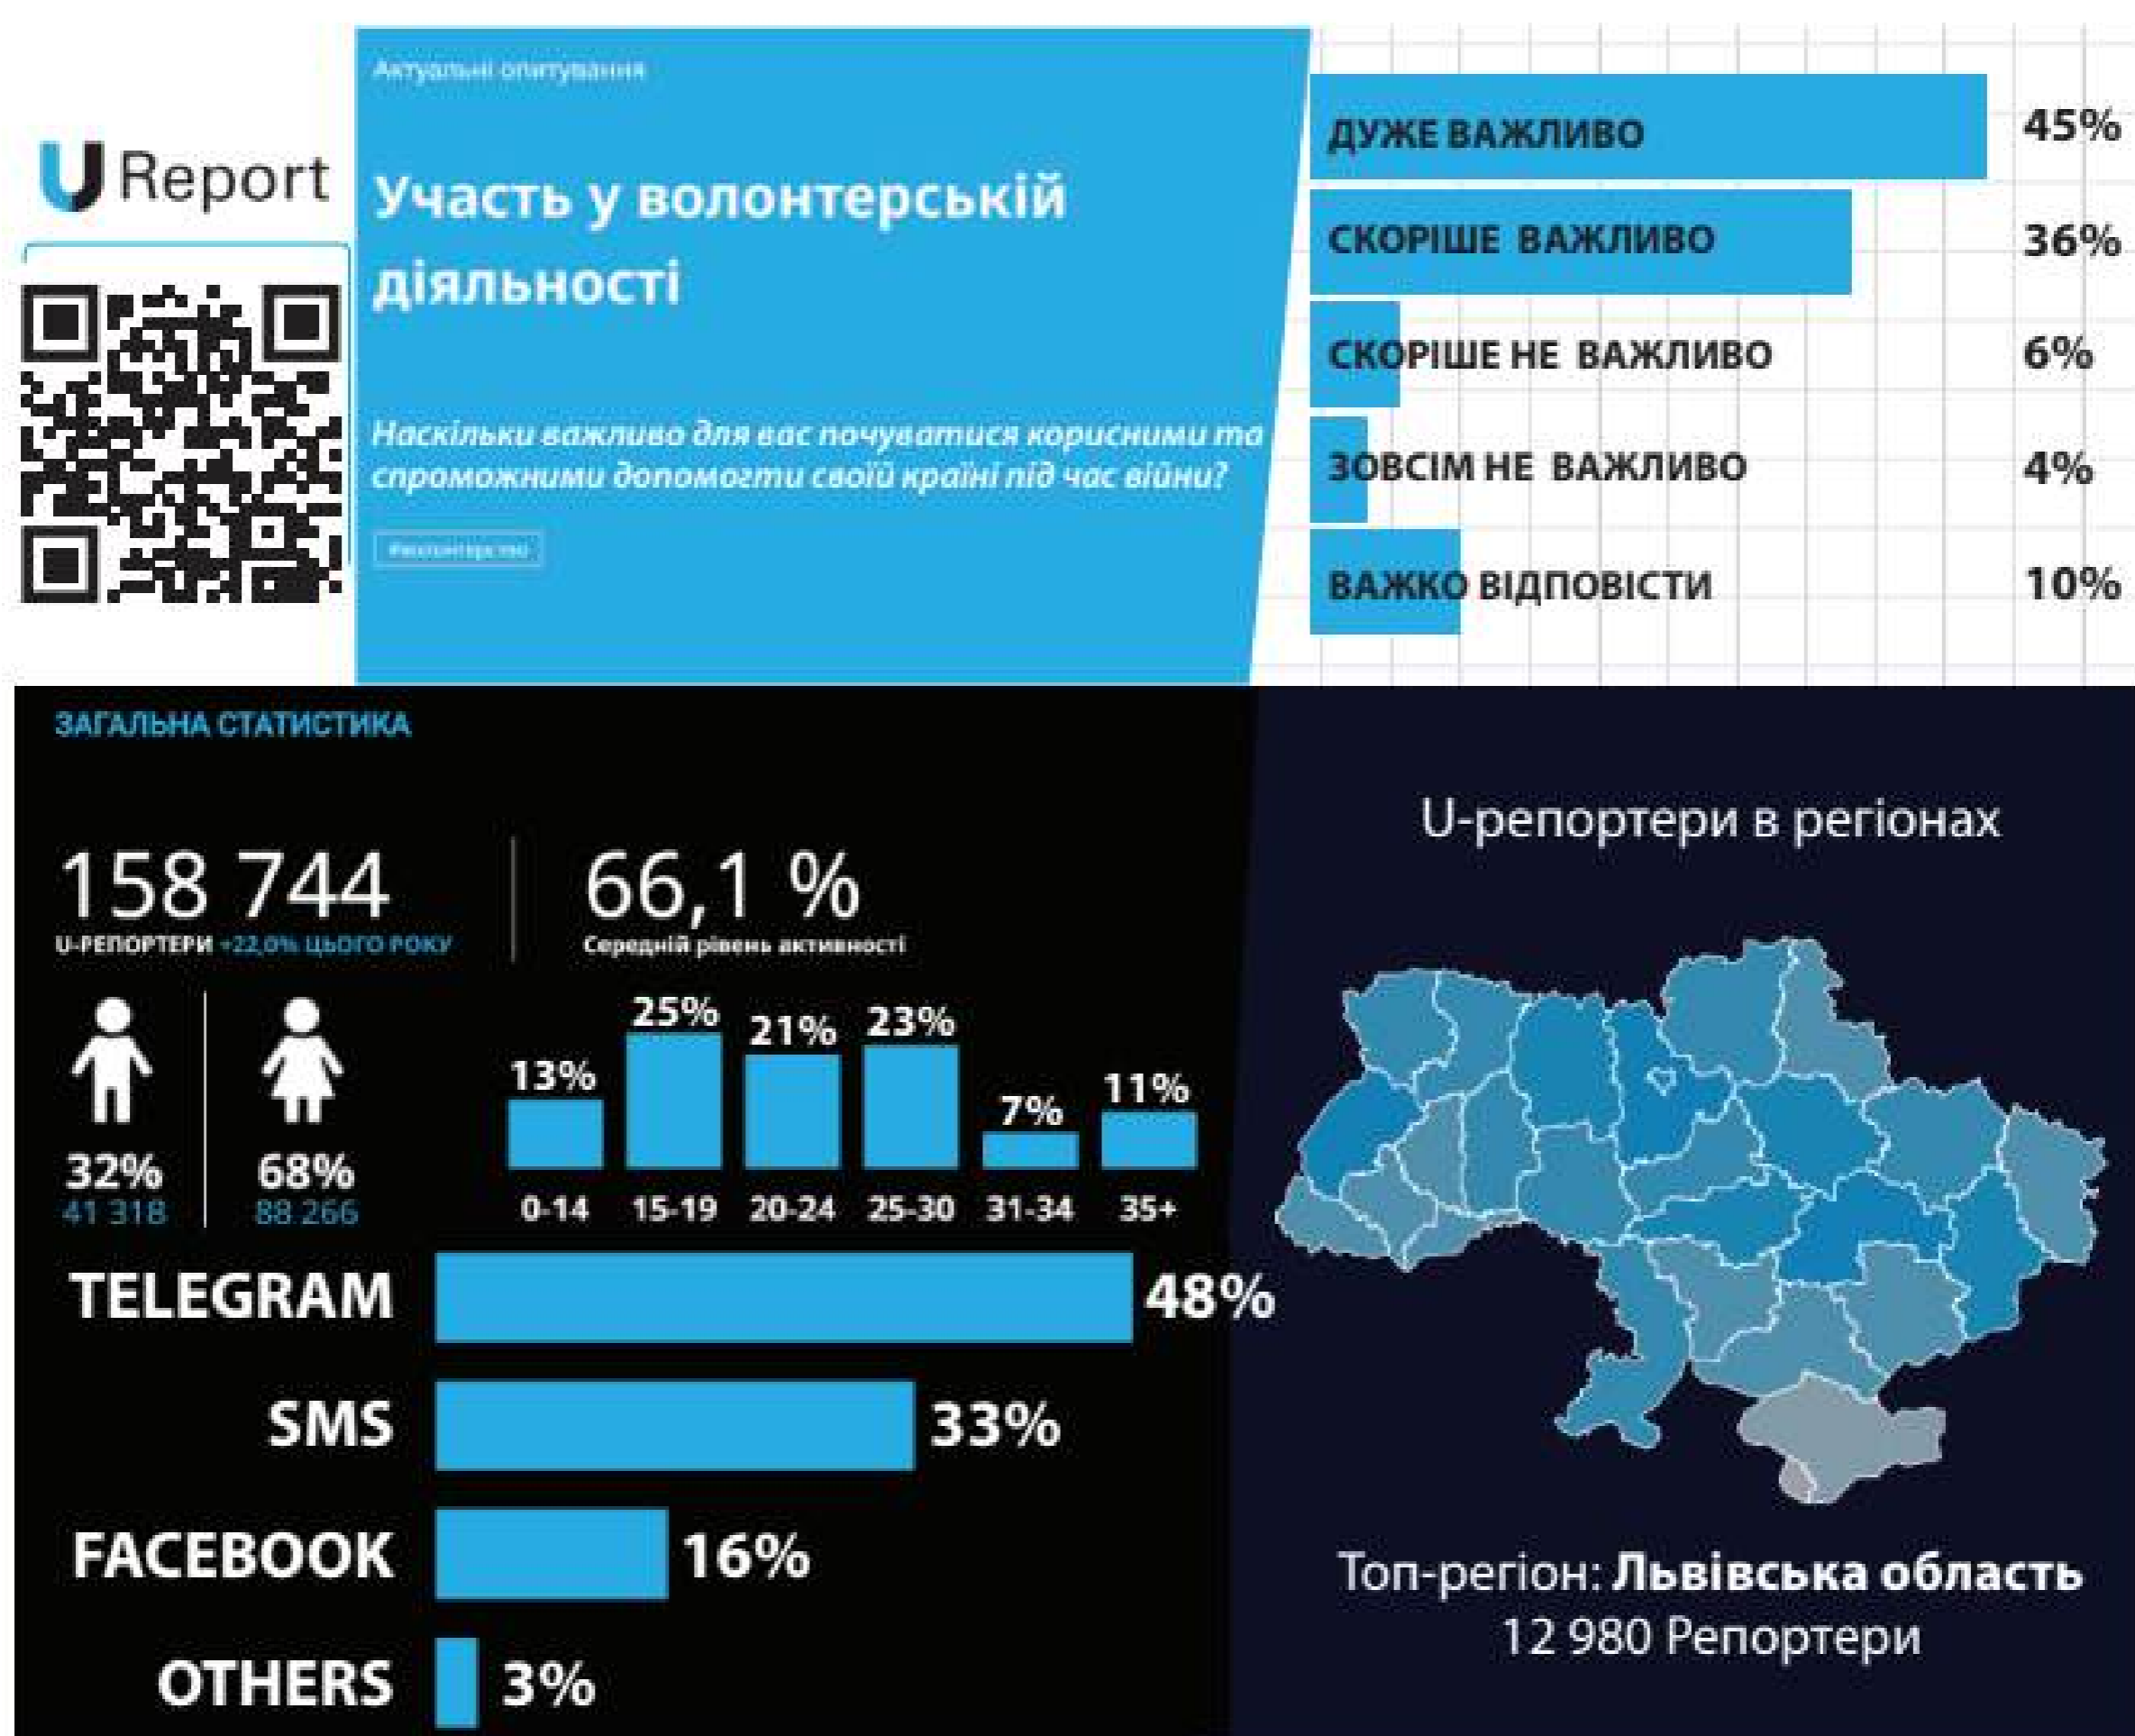 U Report
Актуальні опитування
Участь у волонтерській
діяльності
Наскільки важливо для вас почуватися корисними та
спроможними допомогти своїй країні під час війни?
#волонтерство
ДУЖЕ ВАЖЛИВО 45%
СКОРІШЕ ВАЖЛИВО 36%
СКОРІШЕ НЕ ВАЖЛИВО 6%
ЗОВСІМ НЕ ВАЖЛИВО 4%
ВАЖКО ВІДПОВІСТИ 10%
ЗАГАЛЬНА СТАТИСТИКА
158 744
U-РЕПОРТЕРИ +22,0% ЦЬОГО РОКУ
66,1 %
Середній рівень активності
32%
41 318
68%
88 266
13% 25% 21% 23% 7% 11%
0-14 15-19 20-24 25-30 31-34 35+
TELEGRAM 48%
SMS 33%
FACEBOOK 16%
OTHERS 3%
U-репортери в регіонах
Топ-регіон: Львівська область
12 980 Репортери